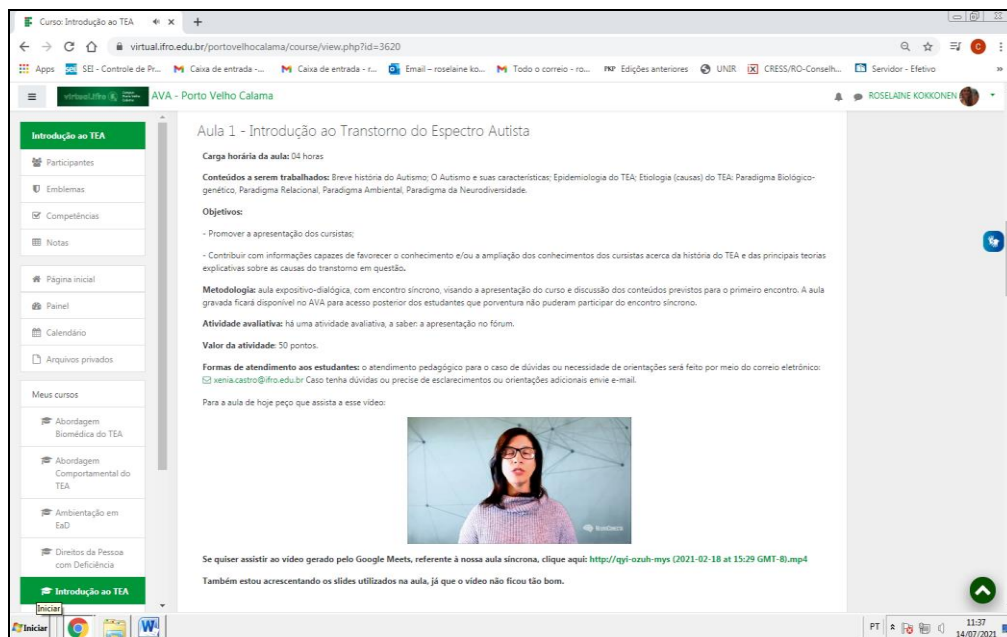 Curso: Introdução ao TEA
virtual.ifro.edu.br/portovelhocalama/course/view.php?id=3620
C
Apps SEI - Controle de Pr... Caixa de entrada -... Caixa de entrada - r... Email – roselaine ko... Todo o correio - ro... PKP Edições anteriores UNIR CRESS/RO-Conselh... Servidor - Efetivo »
virtual.ifro AVA - Porto Velho Calama ROSELAINE KOKKONEN
Introdução ao TEA
Participantes
Emblemas
Competências
Notas
Página inicial
Painel
Calendário
Arquivos privados
Meus cursos
Abordagem
Biomédica do TEA
Abordagem
Comportamental do
TEA
Ambientação em
EaD
Direitos da Pessoa
com Deficiência
Introdução ao TEA
Iniciar
Aula 1 - Introdução ao Transtorno do Espectro Autista
Carga horária da aula: 04 horas
Conteúdos a serem trabalhados: Breve história do Autismo; O Autismo e suas características; Epidemiologia do TEA; Etiologia (causas) do TEA: Paradigma Biológico-
genético, Paradigma Relacional, Paradigma Ambiental, Paradigma da Neurodiversidade.
Objetivos:
- Promover a apresentação dos cursistas;
- Contribuir com informações capazes de favorecer o conhecimento e/ou a ampliação dos conhecimentos dos cursistas acerca da história do TEA e das principais teorias
explicativas sobre as causas do transtorno em questão.
Metodologia: aula expositivo-dialógica, com encontro síncrono, visando a apresentação do curso e discussão dos conteúdos previstos para o primeiro encontro. A aula
gravada ficará disponível no AVA para acesso posterior dos estudantes que porventura não puderam participar do encontro síncrono.
Atividade avaliativa: há uma atividade avaliativa, a saber: a apresentação no fórum.
Valor da atividade: 50 pontos.
Formas de atendimento aos estudantes: o atendimento pedagógico para o caso de dúvidas ou necessidade de orientações será feito por meio do correio eletrônico:
xenia.castro@ifro.edu.br Caso tenha dúvidas ou precise de esclarecimentos ou orientações adicionais envie e-mail.
Para a aula de hoje peço que assista a esse vídeo:
Se quiser assistir ao vídeo gerado pelo Google Meets, referente à nossa aula síncrona, clique aqui: http://qyi-ozuh-mys (2021-02-18 at 15:29 GMT-8).mp4
Também estou acrescentando os slides utilizados na aula, já que o vídeo não ficou tão bom.
Iniciar PT 11:37
14/07/2021